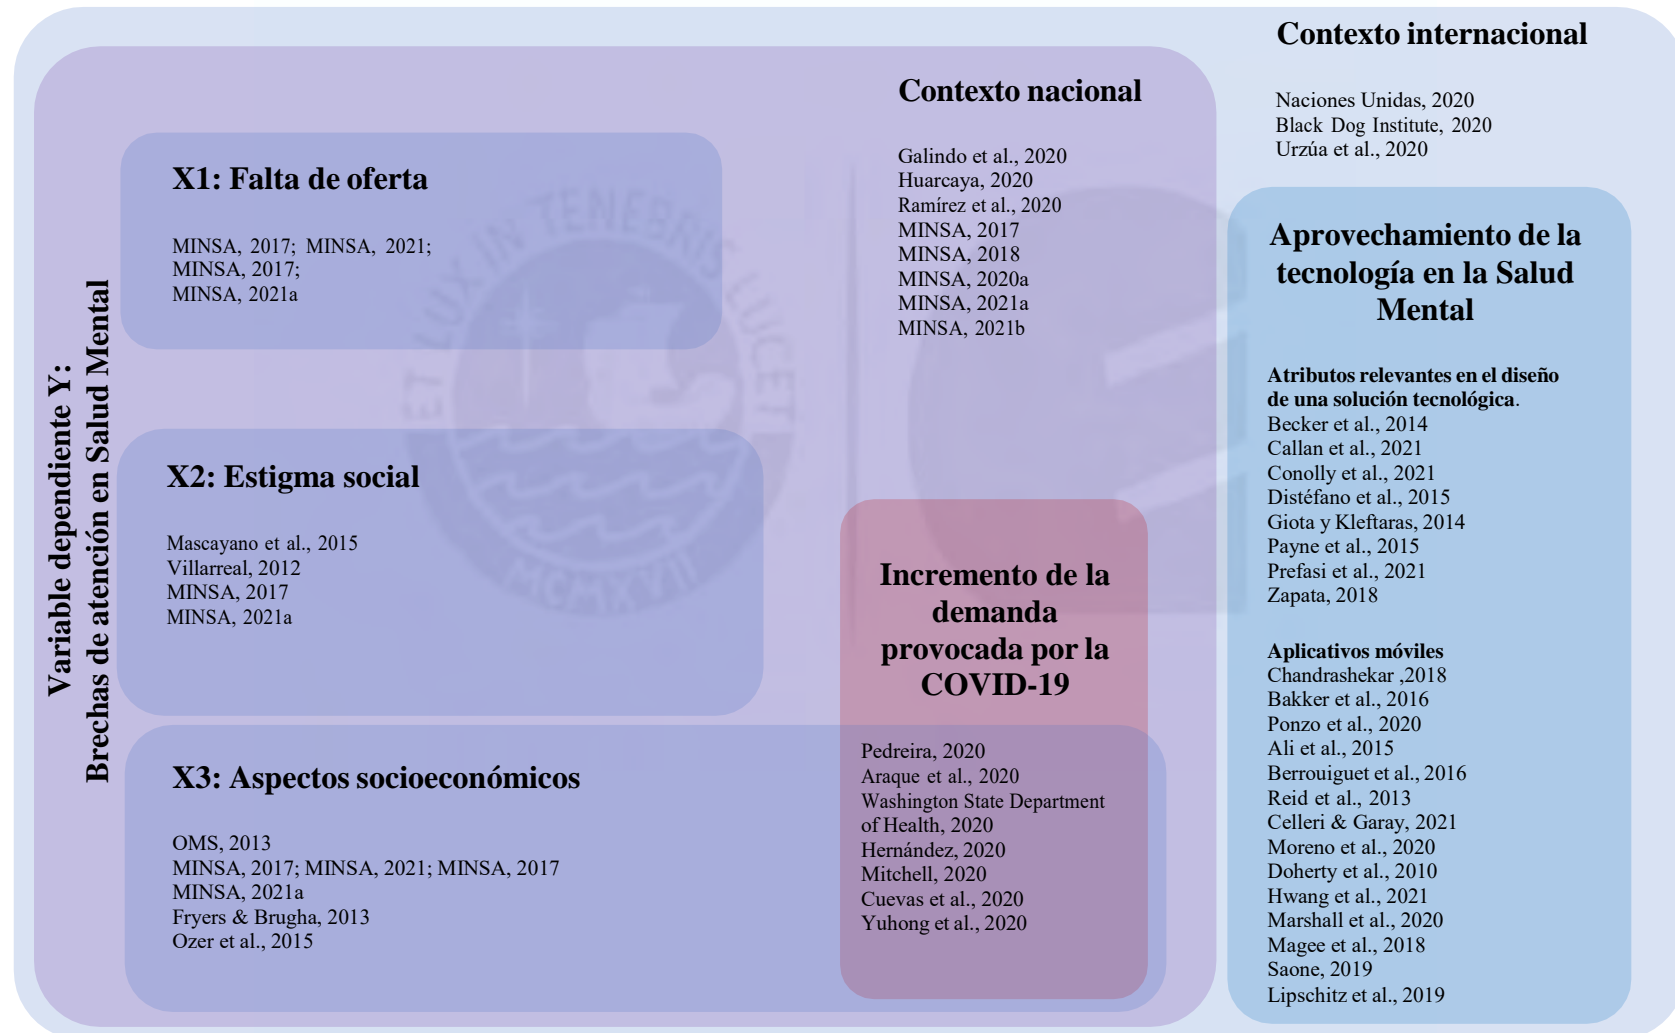 Variable dependiente Y:
Brechas de atención en Salud Mental
X1: Falta de oferta
MINSA, 2017; MINSA, 2021;
MINSA, 2017;
MINSA, 2021a
X2: Estigma social
Mascayano et al., 2015
Villarreal, 2012
MINSA, 2017
MINSA, 2021a
X3: Aspectos socioeconómicos
OMS, 2013
MINSA, 2017; MINSA, 2021; MINSA, 2017
MINSA, 2021a
Fryers & Brugha, 2013
Ozer et al., 2015
Contexto nacional
Galindo et al., 2020
Huarcaya, 2020
Ramírez et al., 2020
MINSA, 2017
MINSA, 2018
MINSA, 2020a
MINSA, 2021a
MINSA, 2021b
Incremento de la
demanda
provocada por la
COVID-19
Pedreira, 2020
Araque et al., 2020
Washington State Department
of Health, 2020
Hernández, 2020
Mitchell, 2020
Cuevas et al., 2020
Yuhong et al., 2020
Contexto internacional
Naciones Unidas, 2020
Black Dog Institute, 2020
Urzúa et al., 2020
Aprovechamiento de la
tecnología en la Salud
Mental
Atributos relevantes en el diseño
de una solución tecnológica.
Becker et al., 2014
Callan et al., 2021
Conolly et al., 2021
Distéfano et al., 2015
Giota y Kleftaras, 2014
Payne et al., 2015
Prefasi et al., 2021
Zapata, 2018
Aplicativos móviles
Chandrashekar ,2018
Bakker et al., 2016
Ponzo et al., 2020
Ali et al., 2015
Berrouiguet et al., 2016
Reid et al., 2013
Celleri & Garay, 2021
Moreno et al., 2020
Doherty et al., 2010
Hwang et al., 2021
Marshall et al., 2020
Magee et al., 2018
Saone, 2019
Lipschitz et al., 2019
ET LUX IN TENEBRIS LUCET
MCMXVII